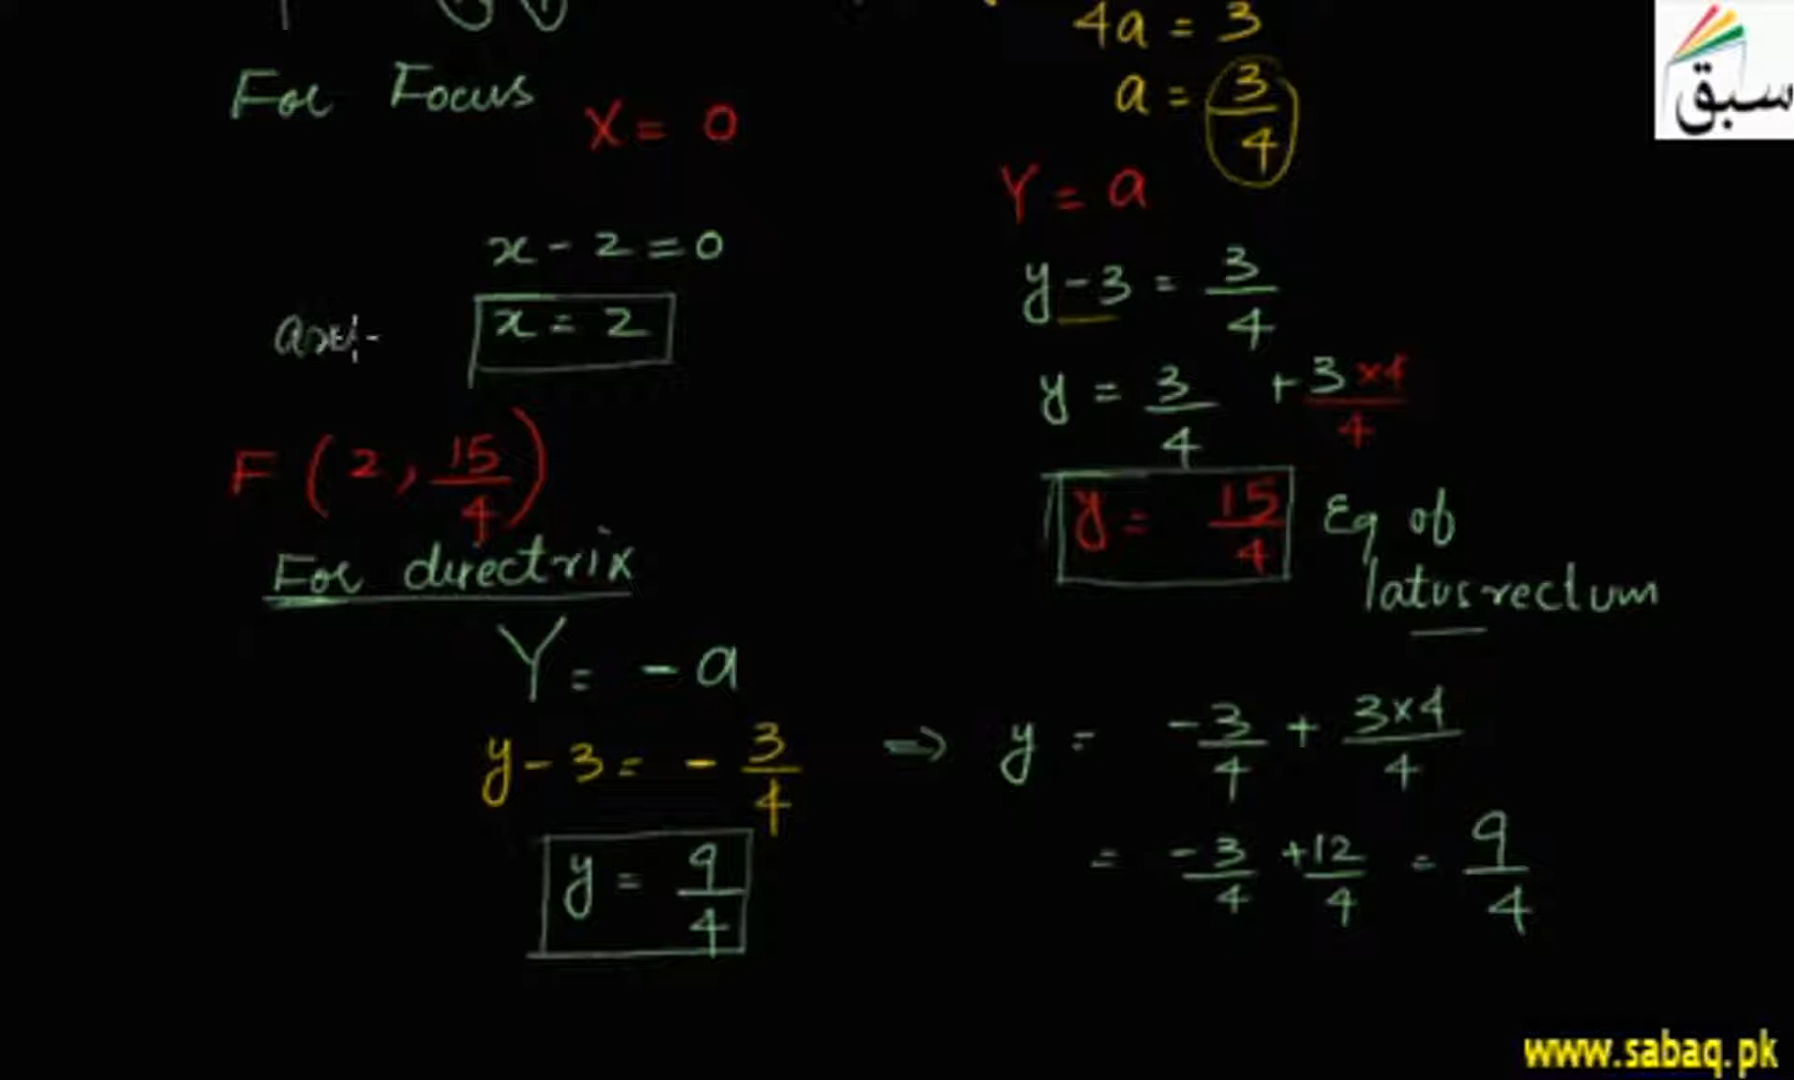 4a = 3
For Focus
X = 0
a = 3/4
Y = a
x - 2 = 0
y - 3 = 3/4
x = 2
y = 3/4 + 3×4/4
F (2, 15/4)
y = 15/4 Eq of
latus rectum
For directrix
Y = - a
y - 3 = - 3/4 => y = -3/4 + 3×4/4
= -3/4 + 12/4 = 9/4
y = 9/4
سبق
www.sabaq.pk